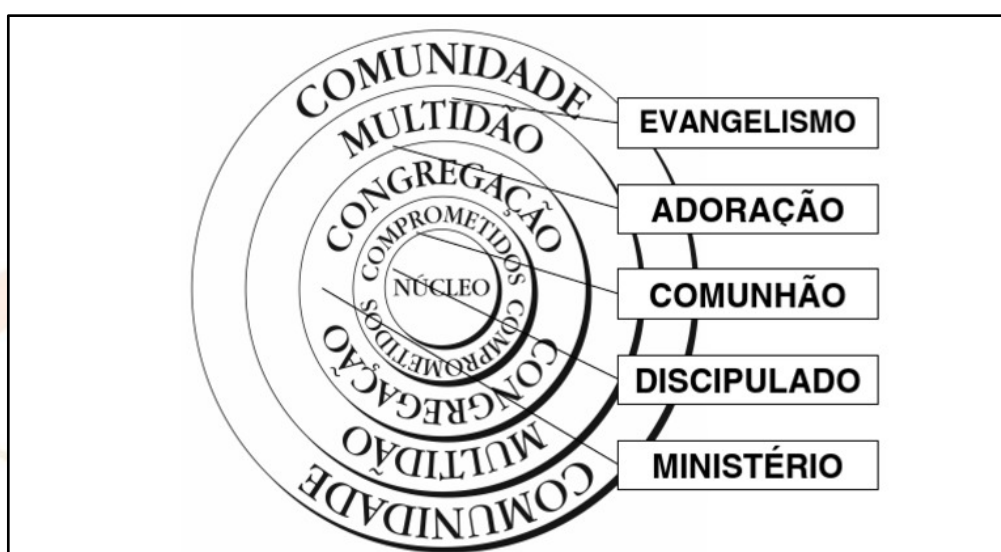 COMUNIDADE
MULTIDÃO
CONGREGAÇÃO
COMPROMETIDOS
NÚCLEO
COMPROMETIDOS
CONGREGAÇÃO
MULTIDÃO
COMUNIDADE
EVANGELISMO
ADORAÇÃO
COMUNHÃO
DISCIPULADO
MINISTÉRIO